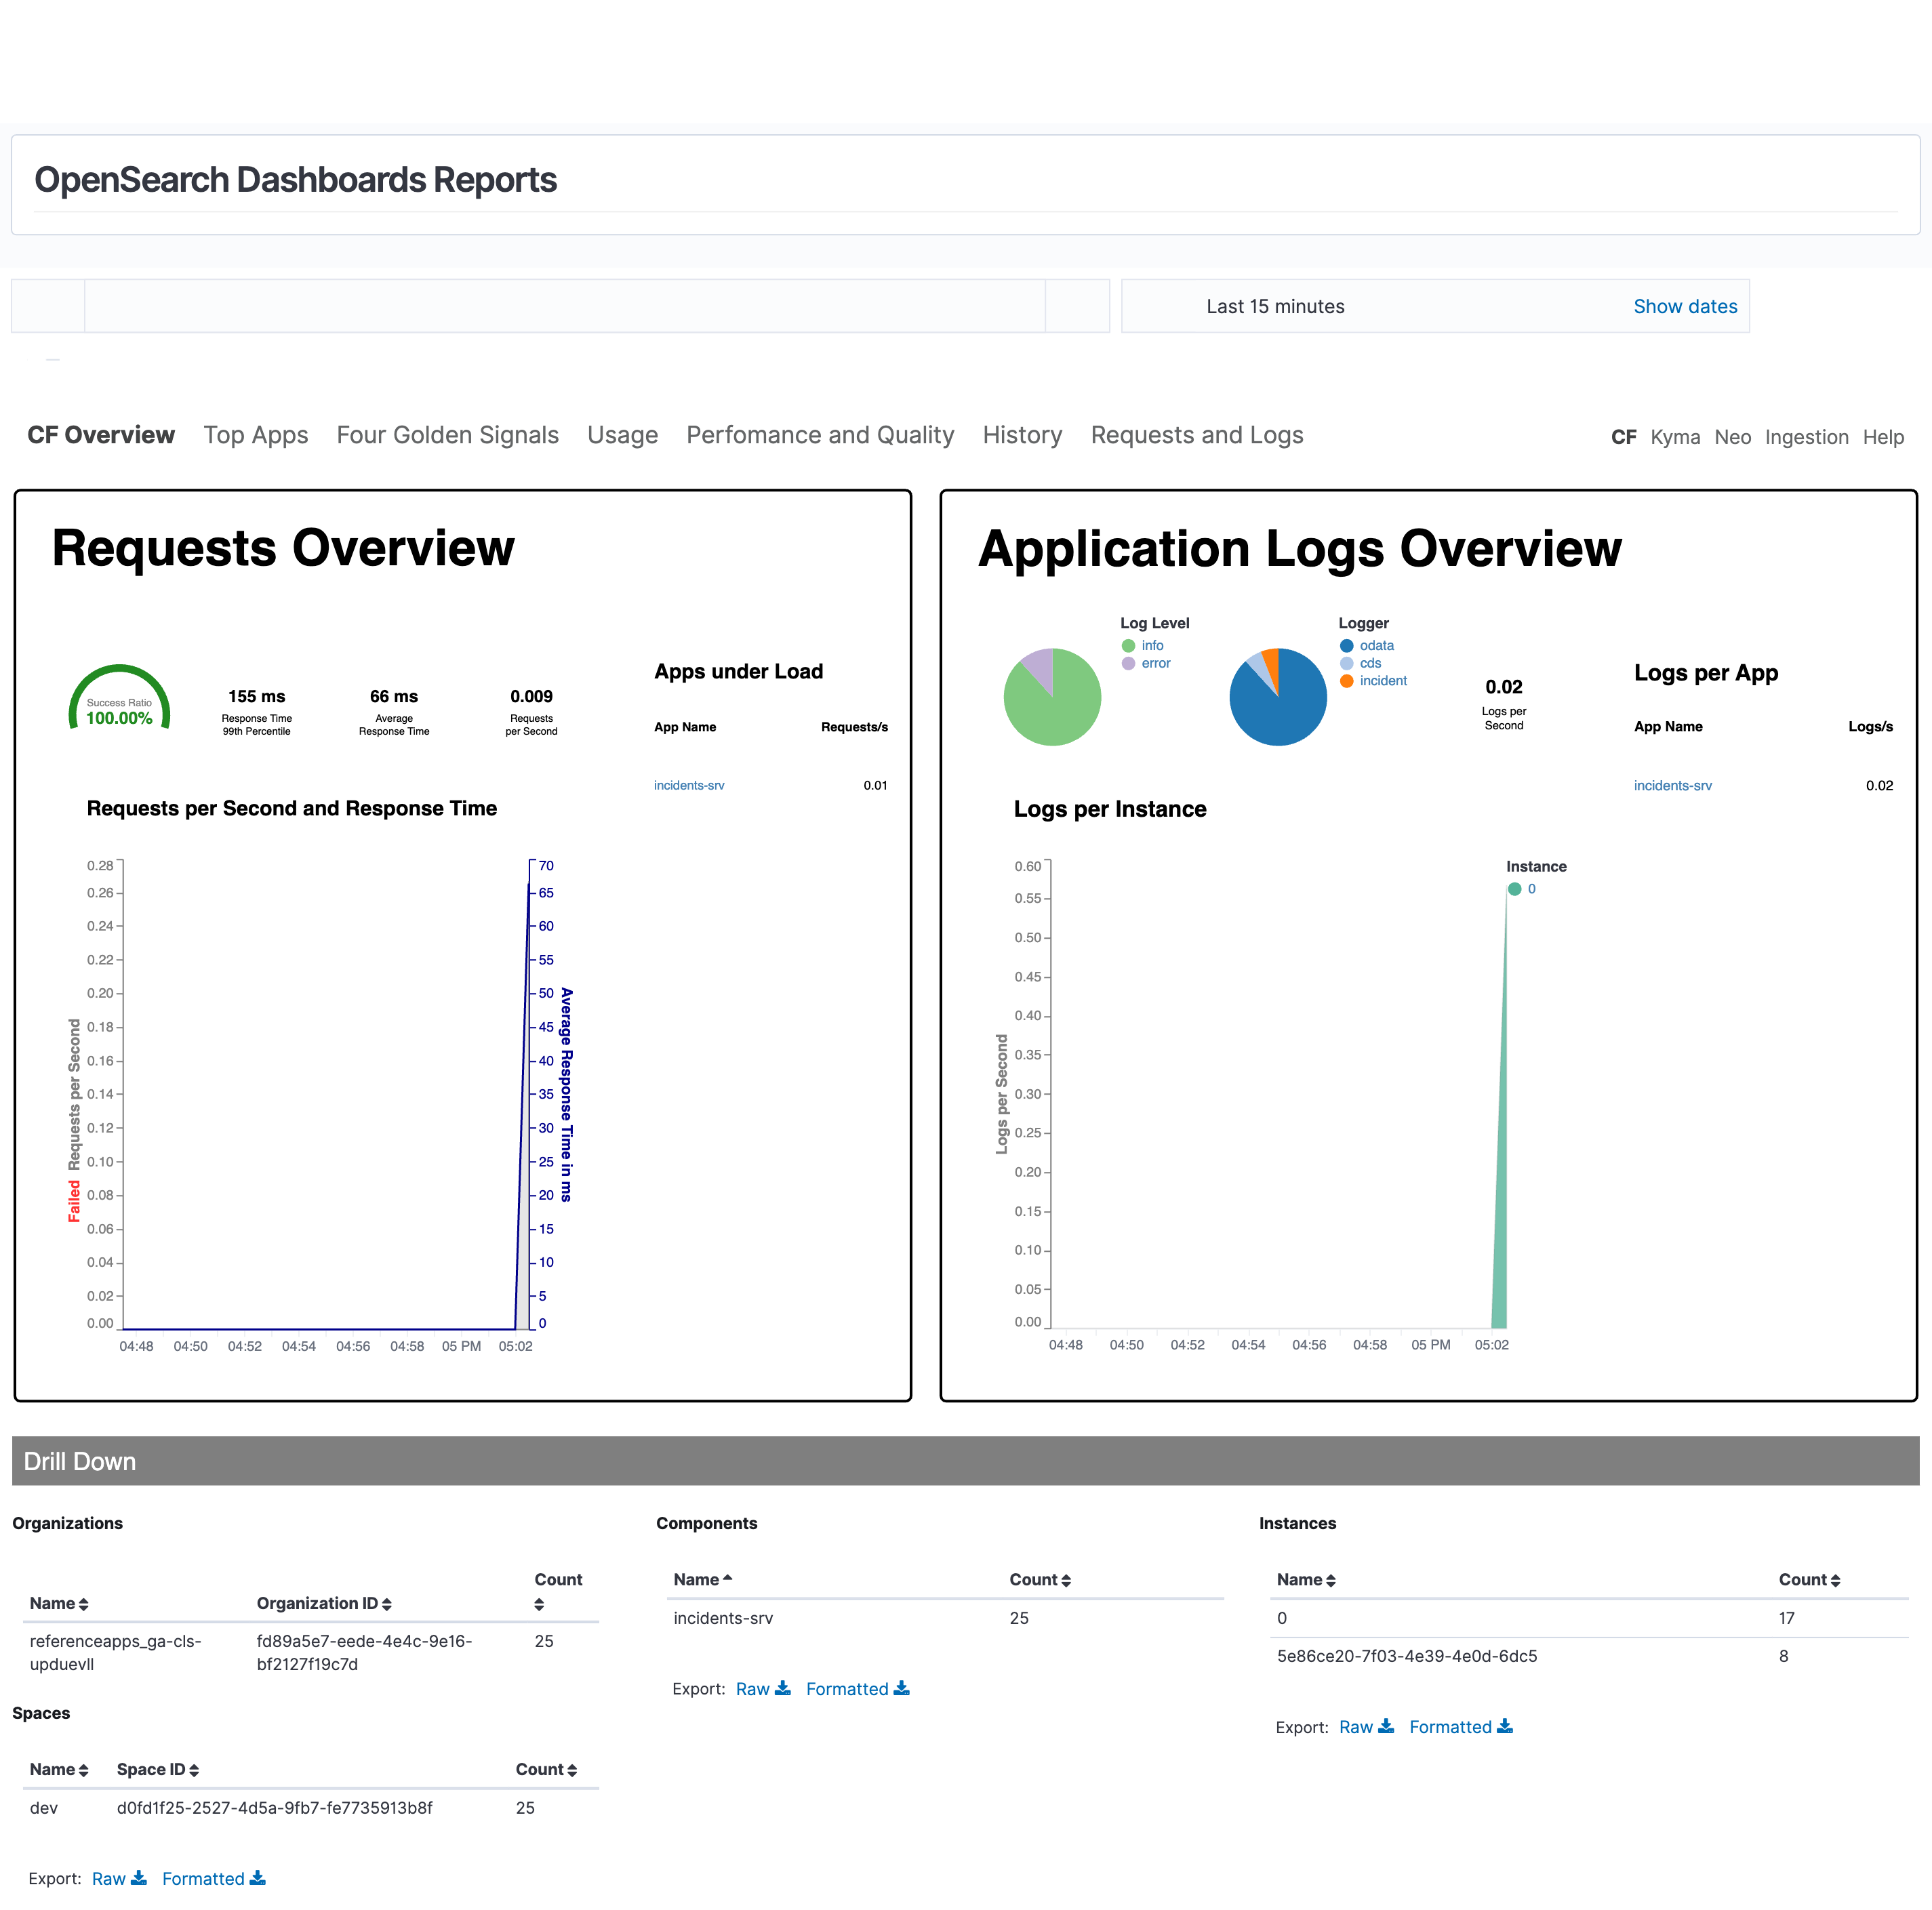 OpenSearch Dashboards Reports
Last 15 minutes
Show dates
CF Overview Top Apps Four Golden Signals Usage Perfomance and Quality History Requests and Logs
CF Kyma Neo Ingestion Help
Requests Overview
Success Ratio
100.00%
155 ms
Response Time
99th Percentile
66 ms
Average
Response Time
0.009
Requests
per Second
Apps under Load
App Name Requests/s
incidents-srv 0.01
Requests per Second and Response Time
0.28
0.26
0.24
0.22
0.20
0.18
0.16
0.14
0.12
0.10
0.08
0.06
0.04
0.02
0.00
Failed Requests per Second
70
65
60
55
50
45
40
35
30
25
20
15
10
5
0
Average Response Time in ms
04:48 04:50 04:52 04:54 04:56 04:58 05 PM 05:02
Application Logs Overview
Log Level
info
error
Logger
odata
cds
incident
0.02
Logs per
Second
Logs per App
App Name Logs/s
incidents-srv 0.02
Logs per Instance
0.60
0.55
0.50
0.45
0.40
0.35
0.30
0.25
0.20
0.15
0.10
0.05
0.00
Logs per Second
Instance
0
04:48 04:50 04:52 04:54 04:56 04:58 05 PM 05:02
Drill Down
Organizations
Name Organization ID Count
referenceapps_ga-cls-
upduevll
fd89a5e7-eede-4e4c-9e16-
bf2127f19c7d
25
Spaces
Name Space ID Count
dev d0fd1f25-2527-4d5a-9fb7-fe7735913b8f 25
Export: Raw Formatted
Components
Name Count
incidents-srv 25
Export: Raw Formatted
Instances
Name Count
0 17
5e86ce20-7f03-4e39-4e0d-6dc5 8
Export: Raw Formatted